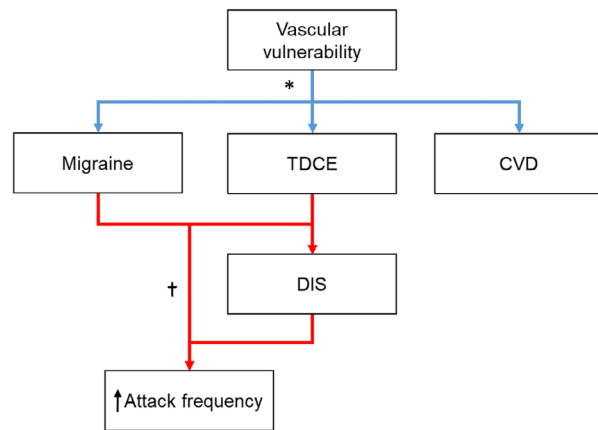 Vascular
vulnerability
*
Migraine
TDCE
CVD
DIS
†
↑Attack frequency